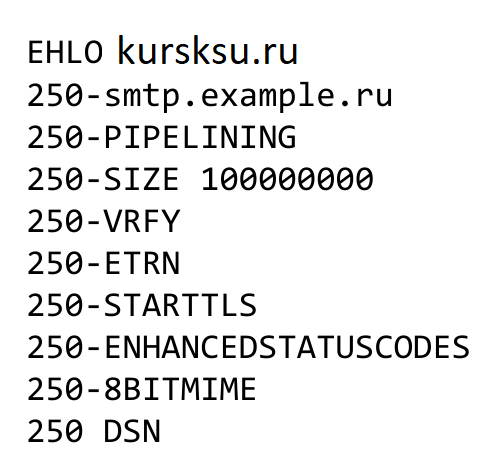 EHLO kursksu.ru
250-smtp.example.ru
250-PIPELINING
250-SIZE 100000000
250-VRFY
250-ETRN
250-STARTTLS
250-ENHANCEDSTATUSCODES
250-8BITMIME
250 DSN